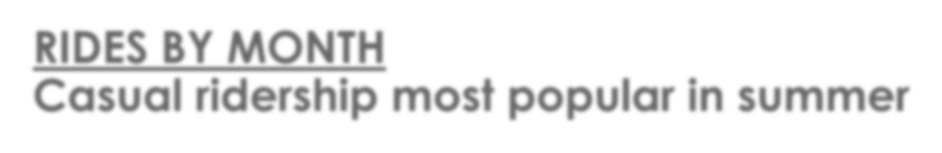 RIDES BY MONTH
Casual ridership most popular in summer